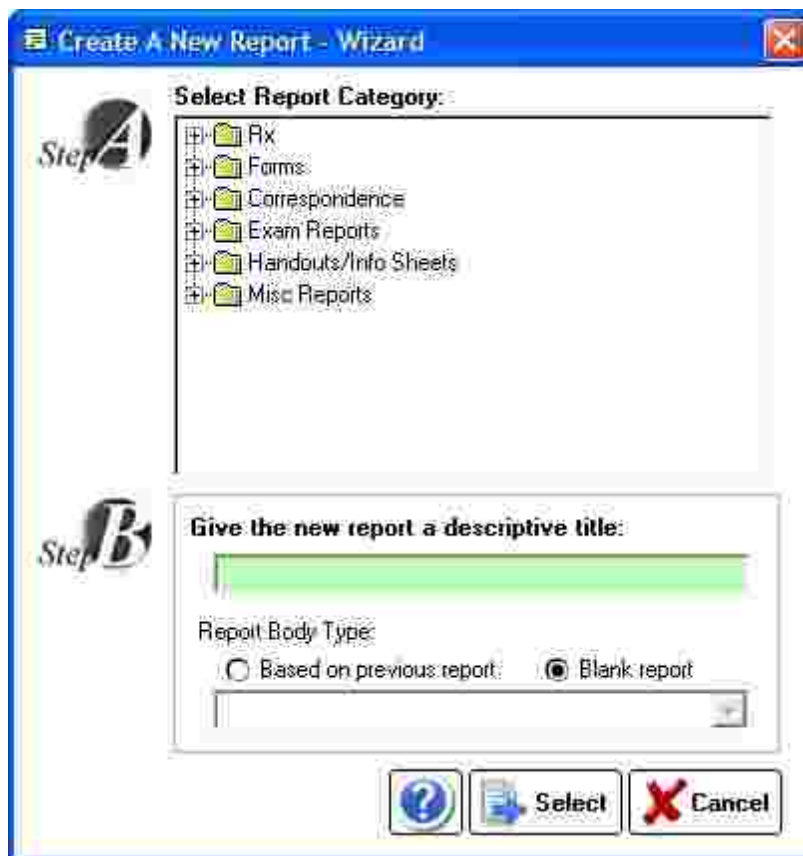 Create A New Report - Wizard
Select Report Category:
Step A
Rx
Forms
Correspondence
Exam Reports
Handouts/Info Sheets
Misc Reports
Step B
Give the new report a descriptive title:
Report Body Type:
Based on previous report Blank report
? Select Cancel